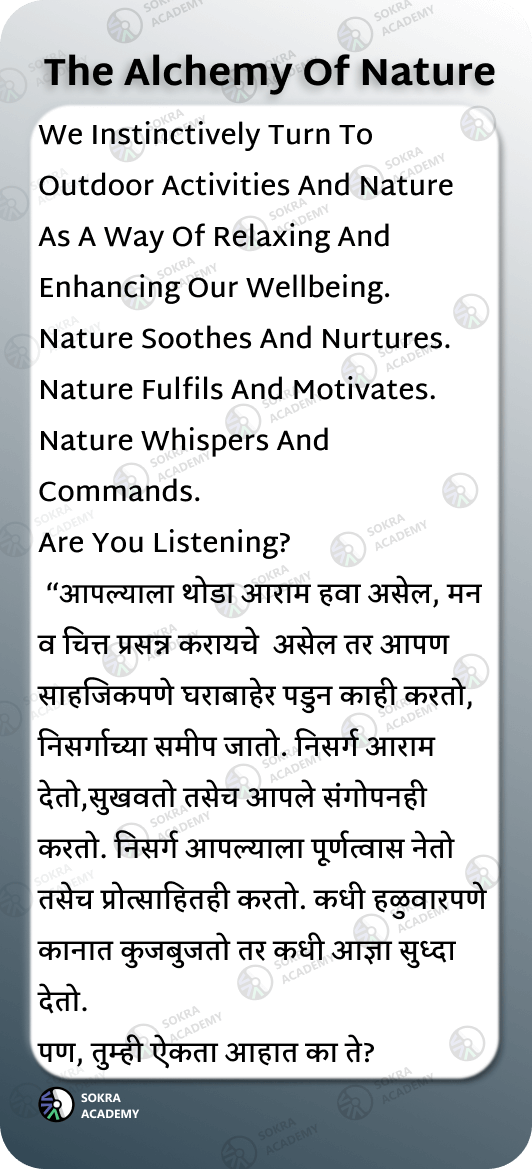 The Alchemy Of Nature
We Instinctively Turn To
Outdoor Activities And Nature
As A Way Of Relaxing And
Enhancing Our Wellbeing.
Nature Soothes And Nurtures.
Nature Fulfils And Motivates.
Nature Whispers And
Commands.
Are You Listening?
“आपल्याला थोडा आराम हवा असेल, मन
व चित्त प्रसन्न करायचे असेल तर आपण
साहजिकपणे घराबाहेर पडुन काही करतो,
निसर्गाच्या समीप जातो. निसर्ग आराम
देतो,सुखवतो तसेच आपले संगोपनही
करतो. निसर्ग आपल्याला पूर्णत्वास नेतो
तसेच प्रोत्साहितही करतो. कधी हळुवारपणे
कानात कुजबुजतो तर कधी आज्ञा सुध्दा
देतो.
पण, तुम्ही ऐकता आहात का ते?
SOKRA
ACADEMY